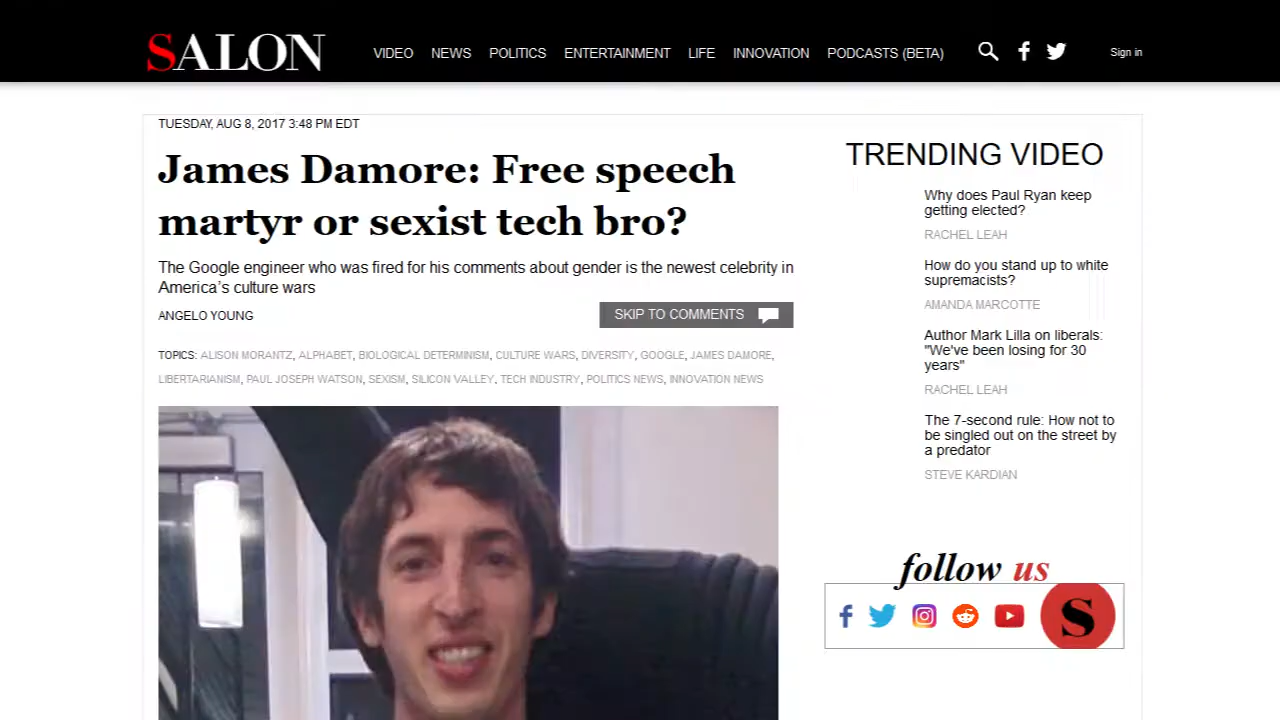 SALON
VIDEO NEWS POLITICS ENTERTAINMENT LIFE INNOVATION PODCASTS (BETA)
Sign in
TUESDAY, AUG 8, 2017 3:48 PM EDT
James Damore: Free speech
martyr or sexist tech bro?
The Google engineer who was fired for his comments about gender is the newest celebrity in
America’s culture wars
ANGELO YOUNG
SKIP TO COMMENTS
TOPICS: ALISON MORANTZ, ALPHABET, BIOLOGICAL DETERMINISM, CULTURE WARS, DIVERSITY, GOOGLE, JAMES DAMORE,
LIBERTARIANISM, PAUL JOSEPH WATSON, SEXISM, SILICON VALLEY, TECH INDUSTRY, POLITICS NEWS, INNOVATION NEWS
TRENDING VIDEO
Why does Paul Ryan keep
getting elected?
RACHEL LEAH
How do you stand up to white
supremacists?
AMANDA MARCOTTE
Author Mark Lilla on liberals:
"We've been losing for 30
years"
RACHEL LEAH
The 7-second rule: How not to
be singled out on the street by
a predator
STEVE KARDIAN
follow us
S